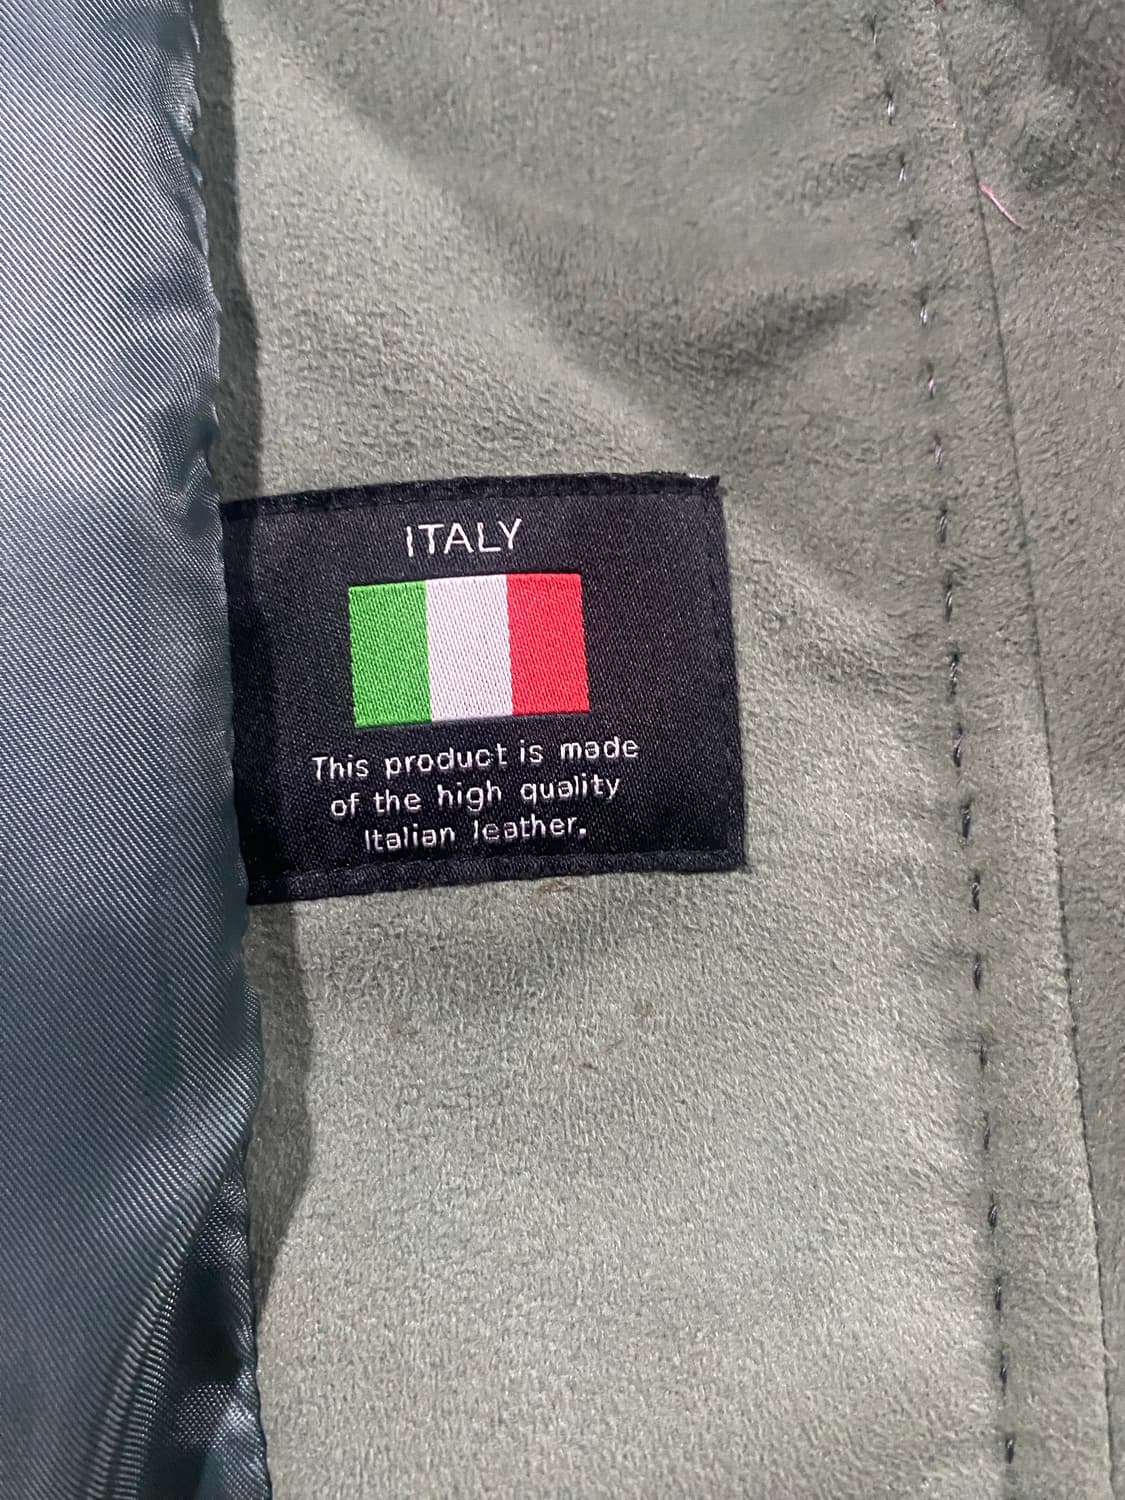 ITALY
This product is made
of the high quality
Italian leather.